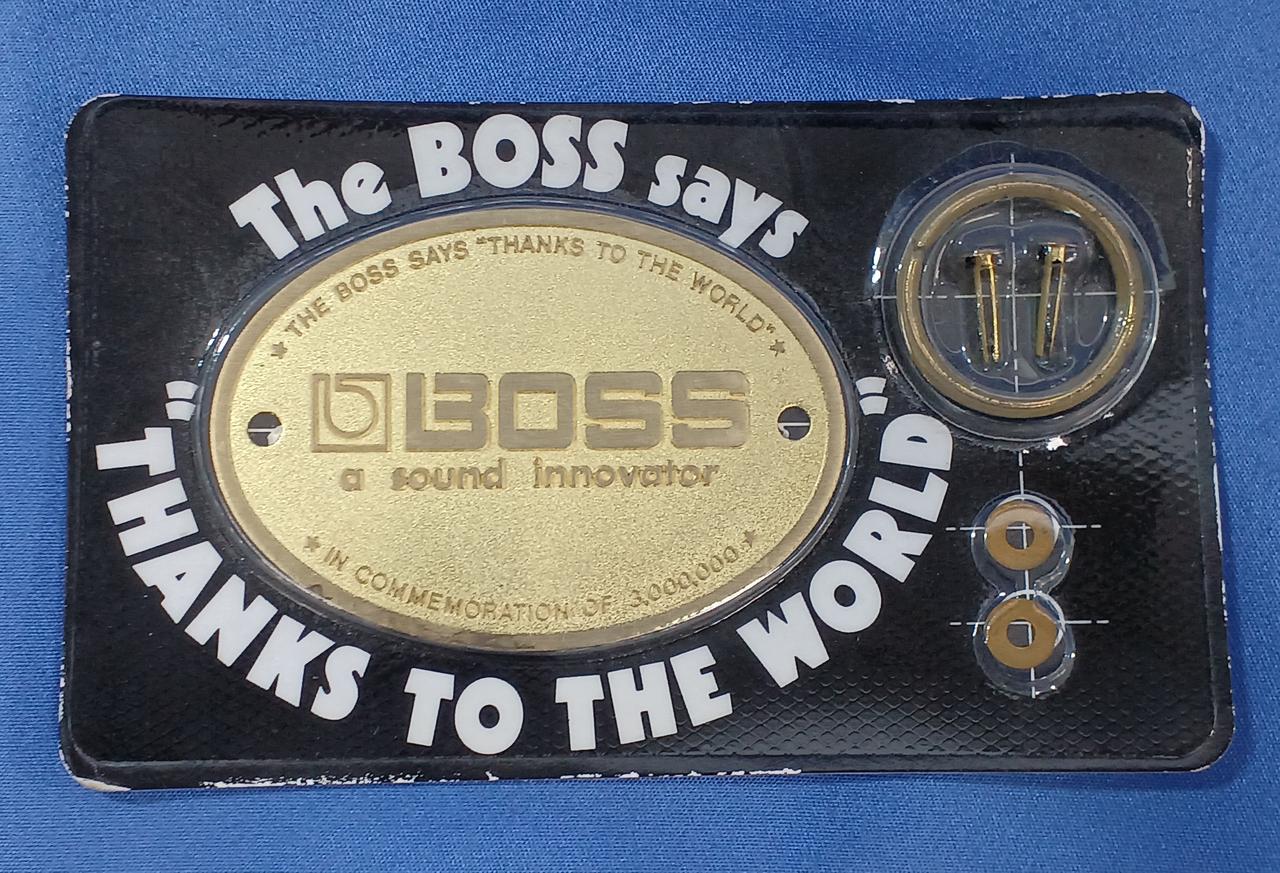 The BOSS says
THE BOSS SAYS “THANKS TO THE WORLD“
BOSS
a sound innovator
IN COMMEMORATION OF 3,000,000
"THANKS TO THE WORLD"